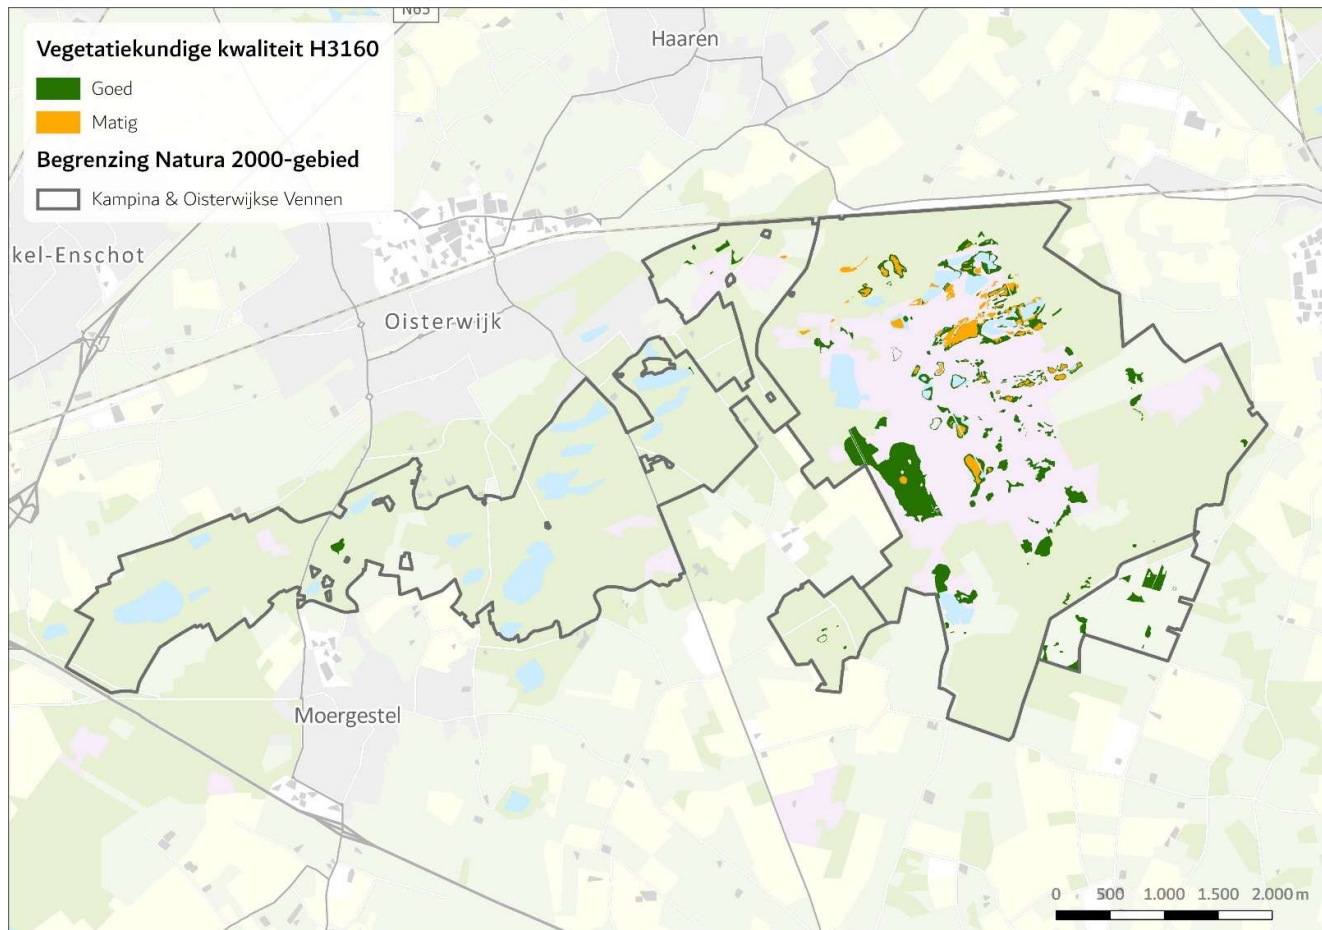 N65
Vegetatiekundige kwaliteit H3160
Goed
Matig
Begrenzing Natura 2000-gebied
Kampina & Oisterwijkse Vennen
Haaren
kel-Enschot
Oisterwijk
Moergestel
0 500 1.000 1.500 2.000 m